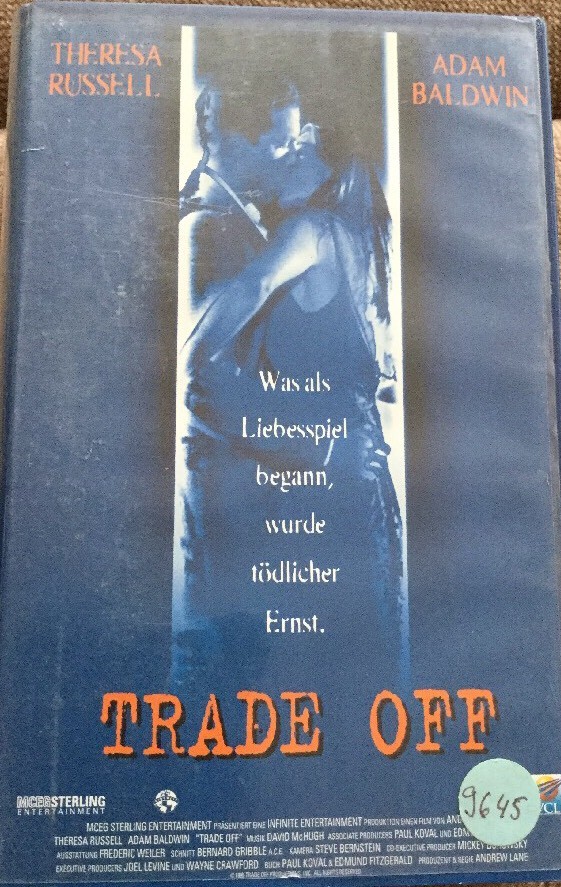 THERESA
RUSSELL
ADAM
BALDWIN
Was als
Liebesspiel
begann,
wurde
tödlicher
Ernst.
TRADE OFF
MCEG STERLING
ENTERTAINMENT
9645
VCL
MCEG STERLING ENTERTAINMENT PRÄSENTIERT EINE INFINITE ENTERTAINMENT PRODUKTION EINEN FILM VON
THERESA RUSSELL ADAM BALDWIN "TRADE OFF" MUSIK DAVID McHUGH ASSOCIATE PRODUCERS PAUL KOVAL UND
AUSSTATTUNG FREDERIC WEILER SCHNITT BERNARD GRIBBLE A.C.E. KAMERA STEVE BERNSTEIN CO-EXECUTIVE PRODUCER MICKEY
EXECUTIVE PRODUCERS JOEL LEVINE UND WAYNE CRAWFORD BUCH PAUL KOVAL & EDMUND FITZGERALD PRODUZENT & REGIE ANDREW LANE